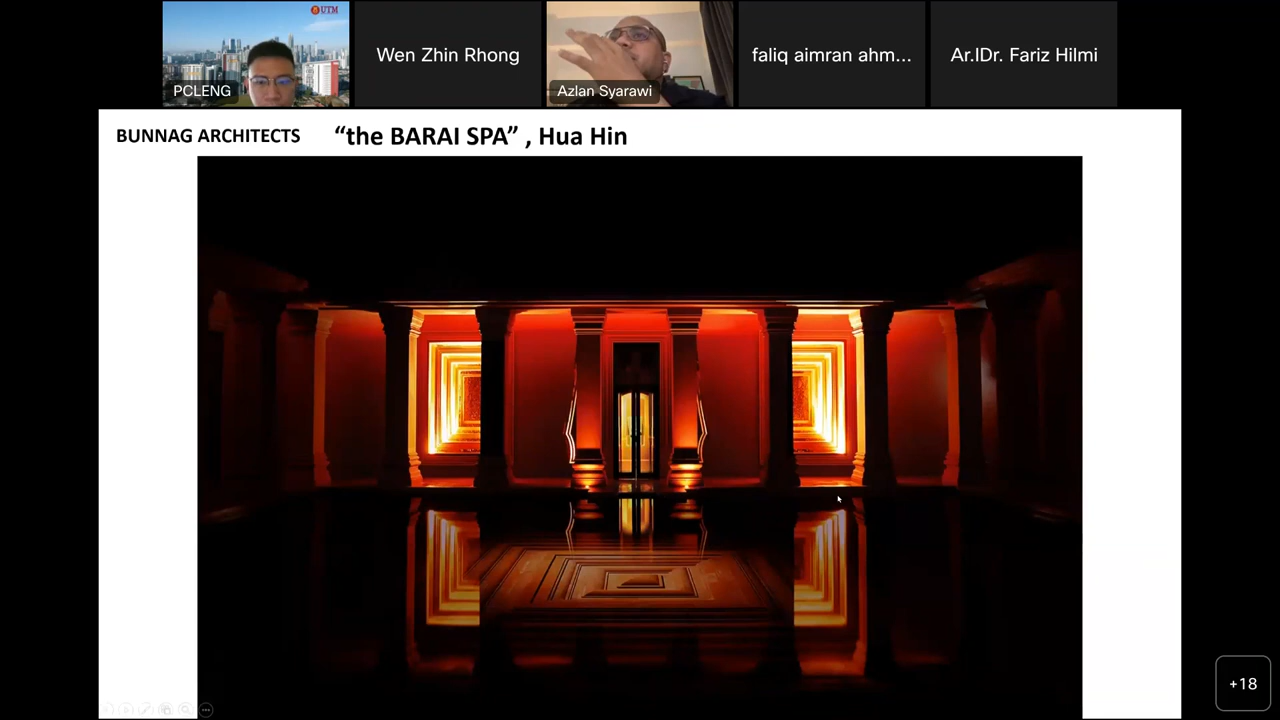 UTM
PCLENG
Wen Zhin Rhong
Azlan Syarawi
faliq aimran ahm...
Ar.IDr. Fariz Hilmi
BUNNAG ARCHITECTS “the BARAI SPA” , Hua Hin
+18